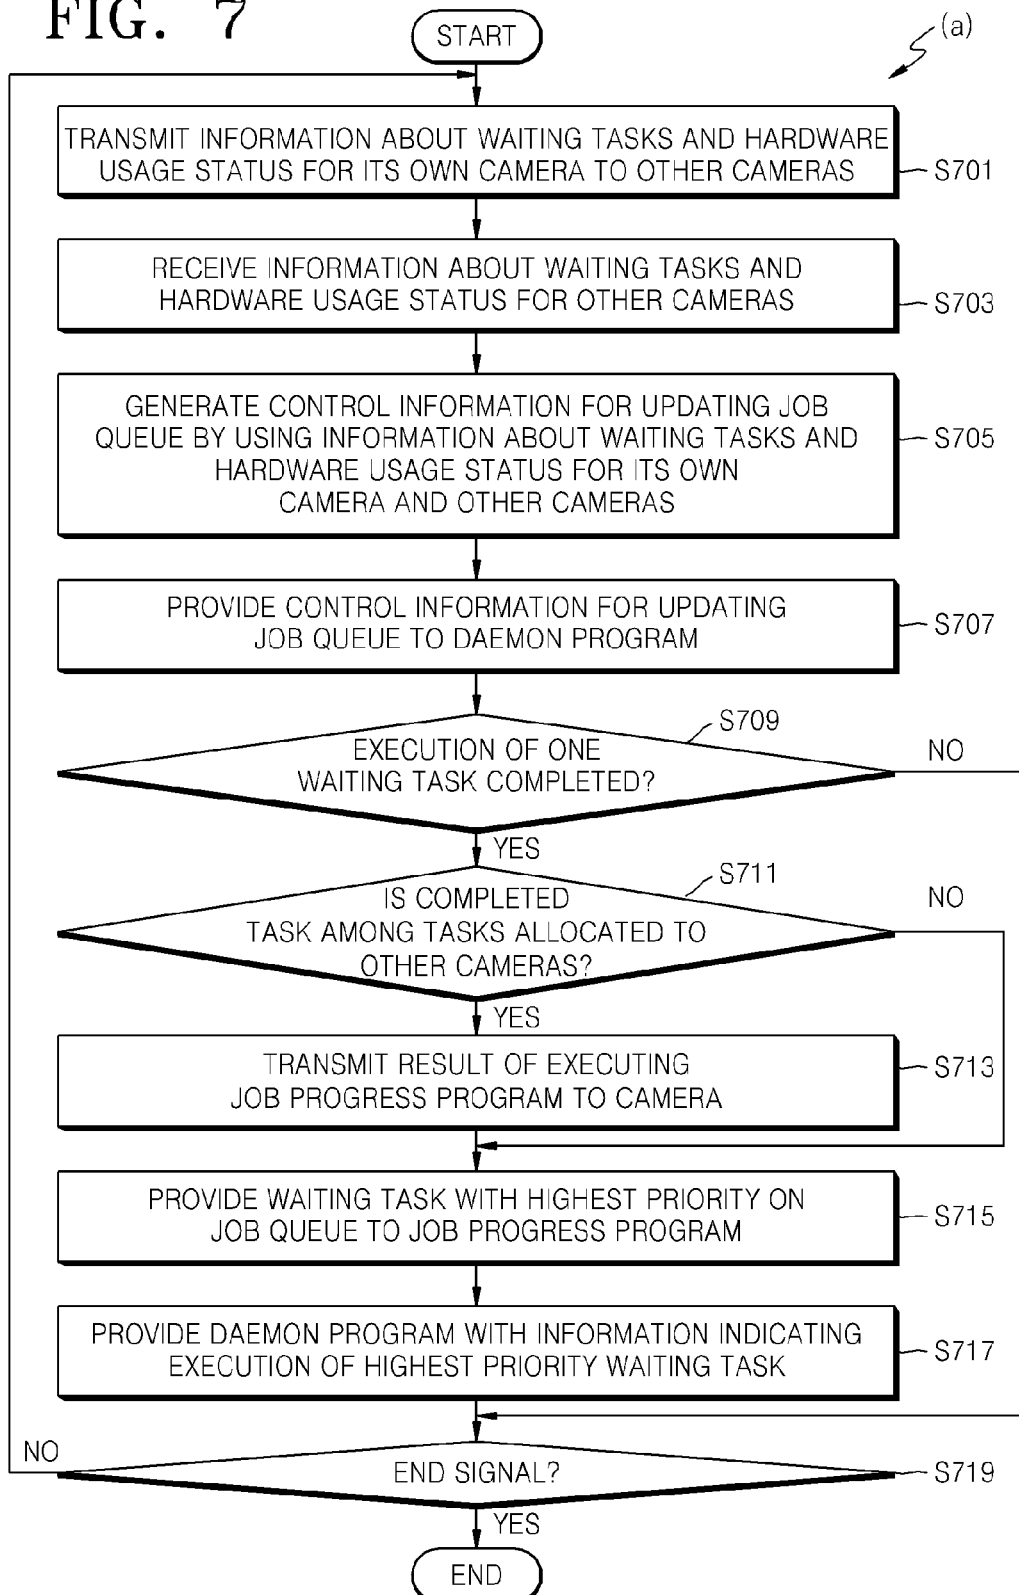 FIG. 7
START
(a)
TRANSMIT INFORMATION ABOUT WAITING TASKS AND HARDWARE
USAGE STATUS FOR ITS OWN CAMERA TO OTHER CAMERAS
S701
RECEIVE INFORMATION ABOUT WAITING TASKS AND
HARDWARE USAGE STATUS FOR OTHER CAMERAS
S703
GENERATE CONTROL INFORMATION FOR UPDATING JOB
QUEUE BY USING INFORMATION ABOUT WAITING TASKS AND
HARDWARE USAGE STATUS FOR ITS OWN
CAMERA AND OTHER CAMERAS
S705
PROVIDE CONTROL INFORMATION FOR UPDATING
JOB QUEUE TO DAEMON PROGRAM
S707
S709
EXECUTION OF ONE
WAITING TASK COMPLETED?
NO
YES
S711
IS COMPLETED
TASK AMONG TASKS ALLOCATED TO
OTHER CAMERAS?
NO
YES
TRANSMIT RESULT OF EXECUTING
JOB PROGRESS PROGRAM TO CAMERA
S713
PROVIDE WAITING TASK WITH HIGHEST PRIORITY ON
JOB QUEUE TO JOB PROGRESS PROGRAM
S715
PROVIDE DAEMON PROGRAM WITH INFORMATION INDICATING
EXECUTION OF HIGHEST PRIORITY WAITING TASK
S717
NO
END SIGNAL?
S719
YES
END